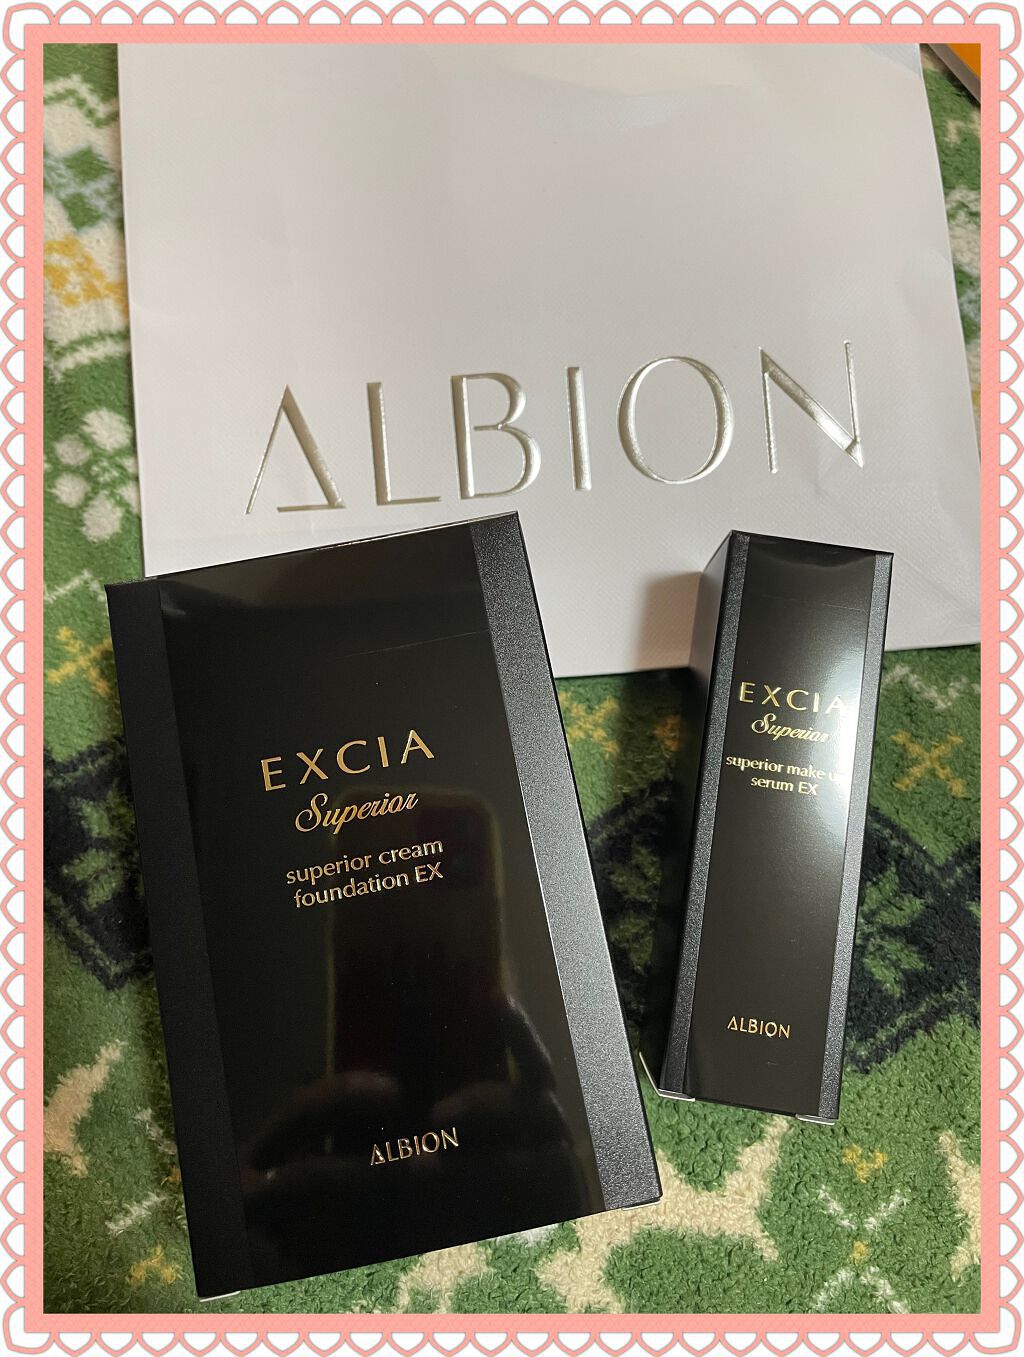 ALBION
EXCIA
Superior
superior cream
foundation EX
ALBION
EXCIA
Superior
superior make up
serum EX
ALBION